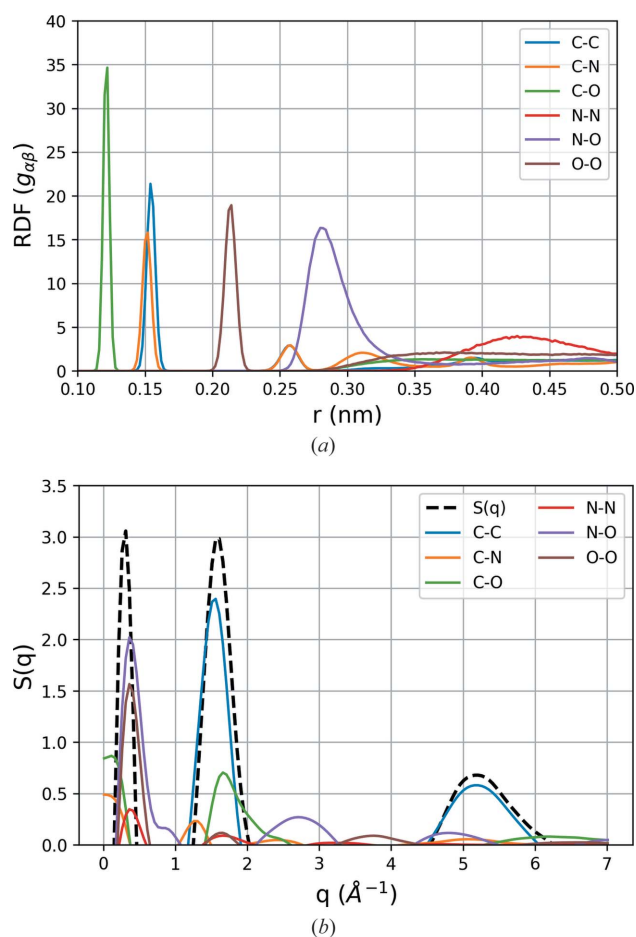 40
35
30
25
20
15
10
5
0
RDF (gαβ)
C-C
C-N
C-O
N-N
N-O
O-O
0.10 0.15 0.20 0.25 0.30 0.35 0.40 0.45 0.50
r (nm)
(a)
3.5
3.0
2.5
2.0
1.5
1.0
0.5
0.0
S(q)
S(q) N-N
C-C N-O
C-N O-O
C-O
0 1 2 3 4 5 6 7
q (Å⁻¹)
(b)